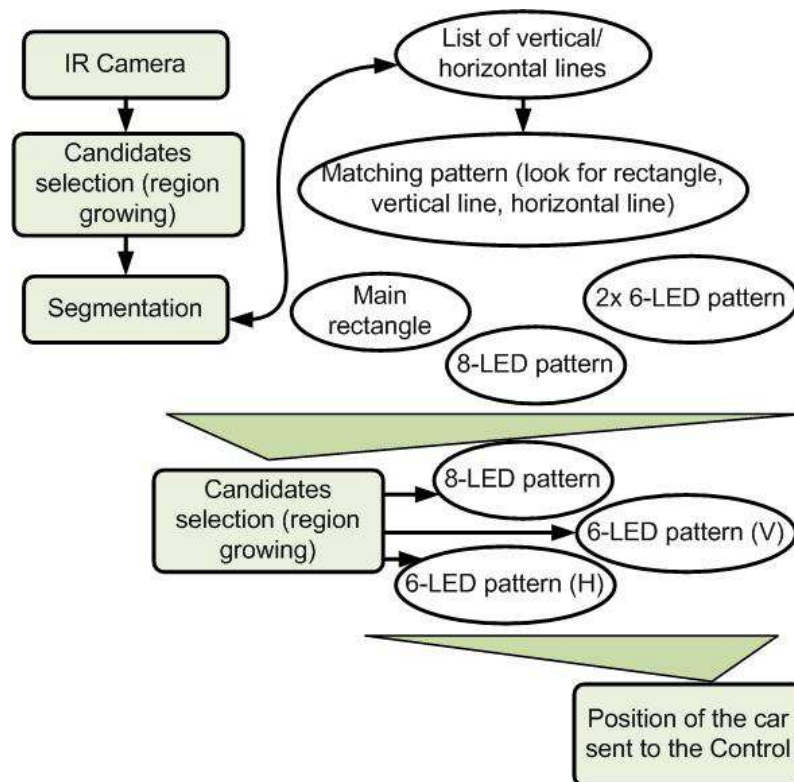 IR Camera
Candidates
selection (region
growing)
Segmentation
List of vertical/
horizontal lines
Matching pattern (look for rectangle,
vertical line, horizontal line)
Main
rectangle
2x 6-LED pattern
8-LED pattern
Candidates
selection (region
growing)
8-LED pattern
6-LED pattern (V)
6-LED pattern (H)
Position of the car
sent to the Control